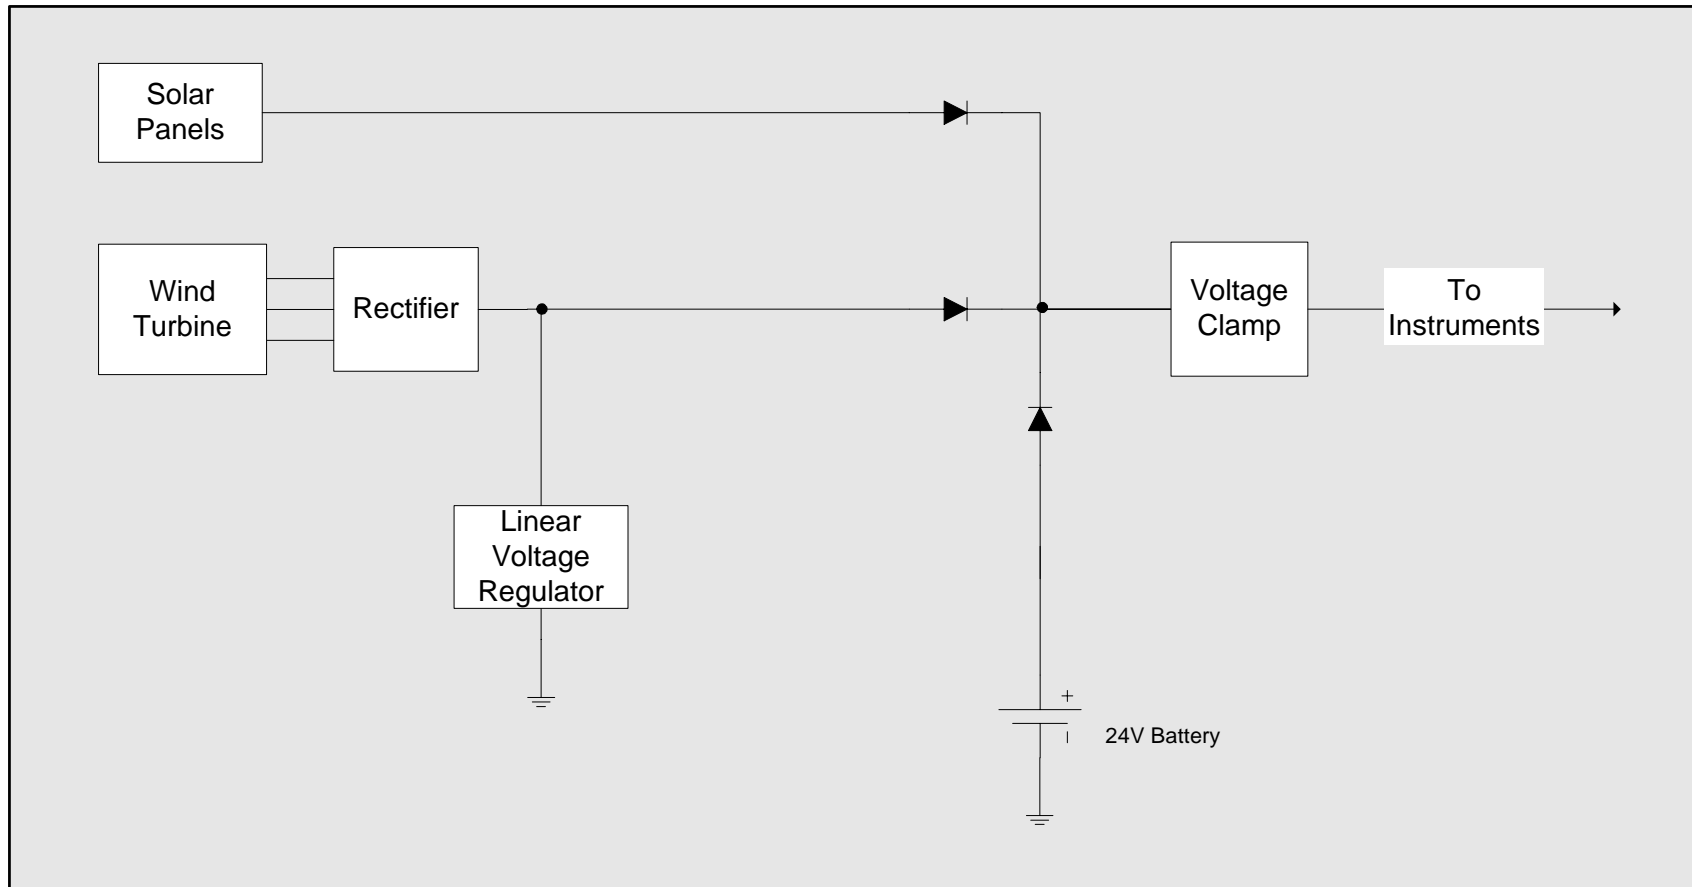 Solar
Panels
Wind
Turbine
Rectifier
Voltage
Clamp
To
Instruments
Linear
Voltage
Regulator
+
24V Battery